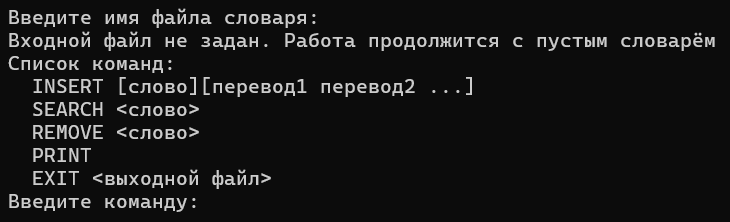 Введите имя файла словаря:
Входной файл не задан. Работа продолжится с пустым словарём
Список команд:
  INSERT [слово][перевод1 перевод2 ...]
  SEARCH <слово>
  REMOVE <слово>
  PRINT
  EXIT <выходной файл>
Введите команду: